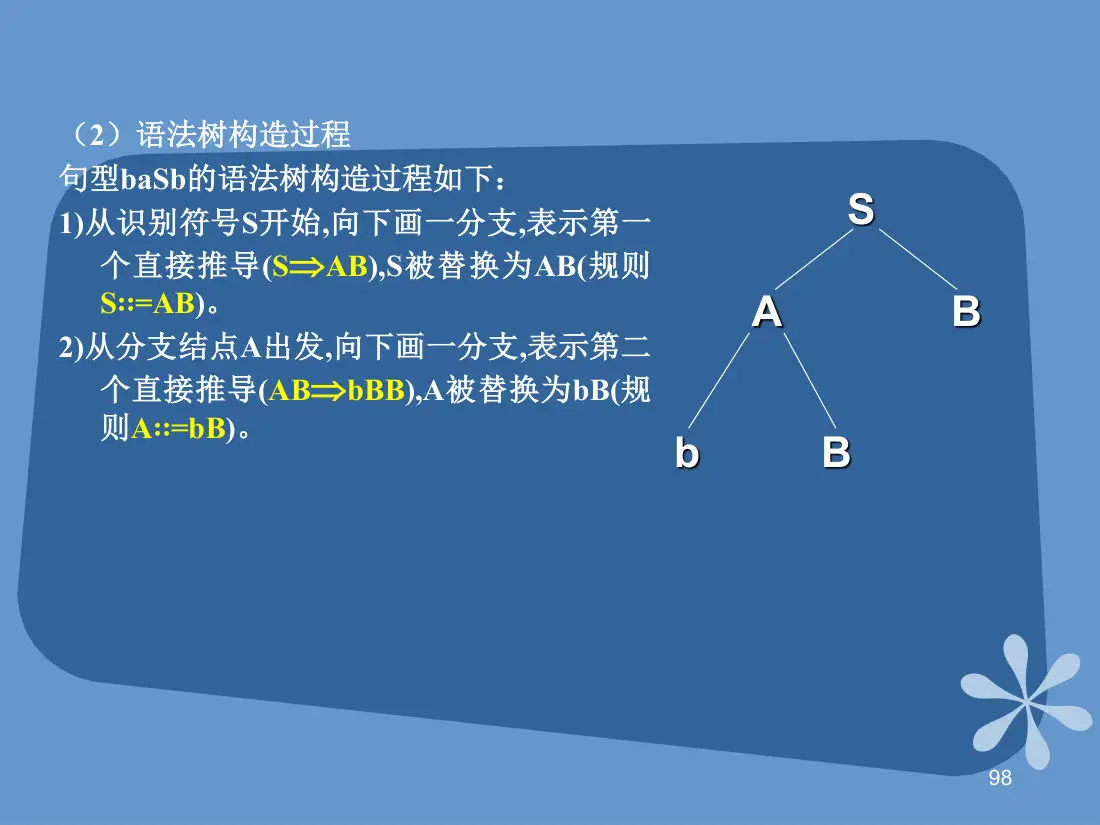 （2）语法树构造过程
句型baSb的语法树构造过程如下：
1)从识别符号S开始,向下画一分支,表示第一
个直接推导(S⇒AB),S被替换为AB(规则
S∷=AB)。
2)从分支结点A出发,向下画一分支,表示第二
个直接推导(AB⇒bBB),A被替换为bB(规
则A∷=bB)。
S
A B
b B
98